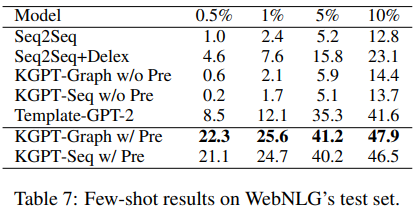 Model 0.5% 1% 5% 10%
Seq2Seq 1.0 2.4 5.2 12.8
Seq2Seq+Delex 4.6 7.6 15.8 23.1
KGPT-Graph w/o Pre 0.6 2.1 5.9 14.4
KGPT-Seq w/o Pre 0.2 1.7 5.1 13.7
Template-GPT-2 8.5 12.1 35.3 41.6
KGPT-Graph w/ Pre 22.3 25.6 41.2 47.9
KGPT-Seq w/ Pre 21.1 24.7 40.2 46.5
Table 7: Few-shot results on WebNLG's test set.